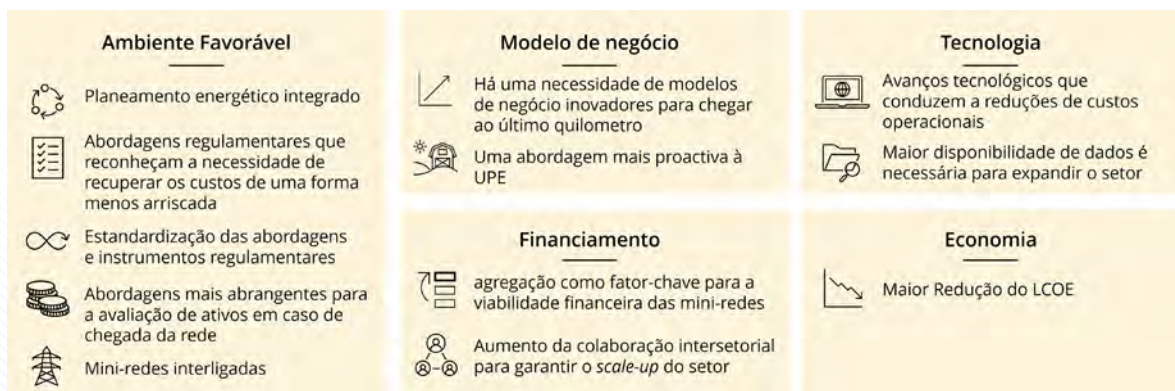 Ambiente Favorável
Planeamento energético integrado
Abordagens regulamentares que
reconheçam a necessidade de
recuperar os custos de uma forma
menos arriscada
Estandardização das abordagens
e instrumentos regulamentares
Abordagens mais abrangentes para
a avaliação de ativos em caso de
chegada da rede
Mini-redes interligadas
Modelo de negócio
Há uma necessidade de modelos
de negócio inovadores para chegar
ao último quilometro
Uma abordagem mais proactiva à
UPE
Financiamento
agregação como fator-chave para a
viabilidade financeira das mini-redes
Aumento da colaboração intersetorial
para garantir o scale-up do setor
Tecnologia
Avanços tecnológicos que
conduzem a reduções de custos
operacionais
Maior disponibilidade de dados é
necessária para expandir o setor
Economia
Maior Redução do LCOE